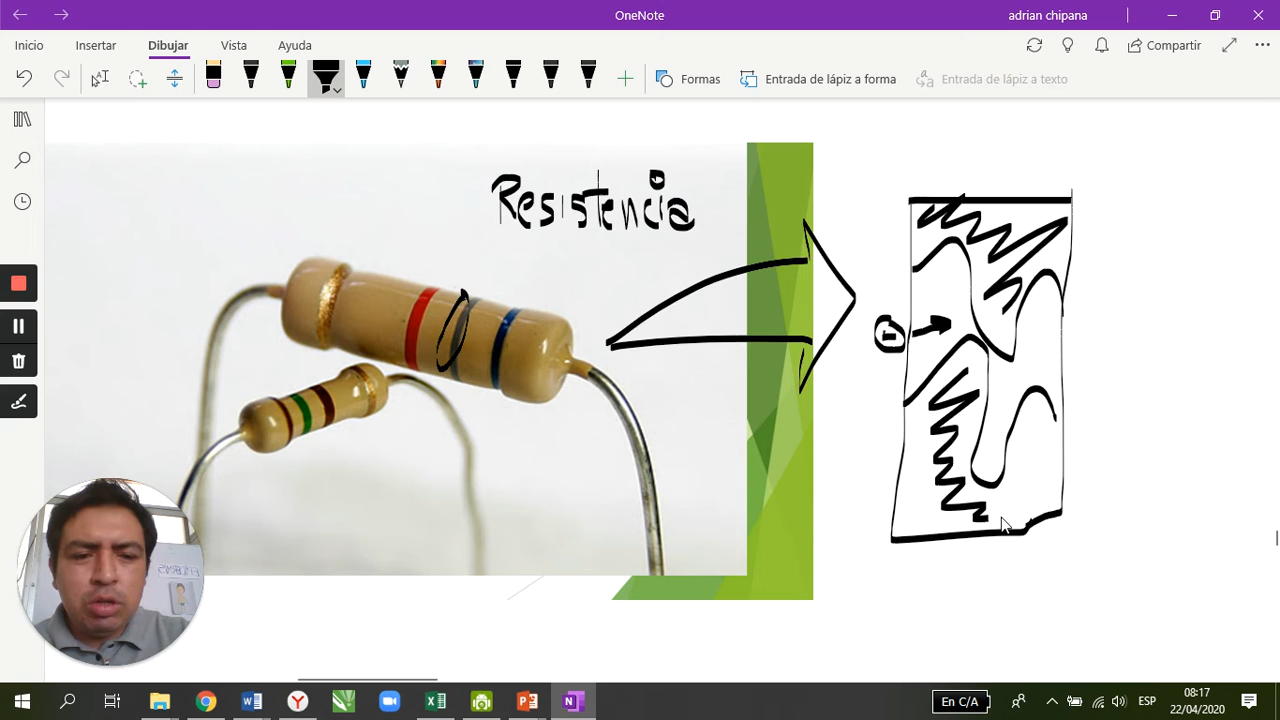 OneNote
adrian chipana
Inicio
Insertar
Dibujar
Vista
Ayuda
Compartir
Formas
Entrada de lápiz a forma
Entrada de lápiz a texto
Resistencia
En C/A
ESP
08:17
22/04/2020